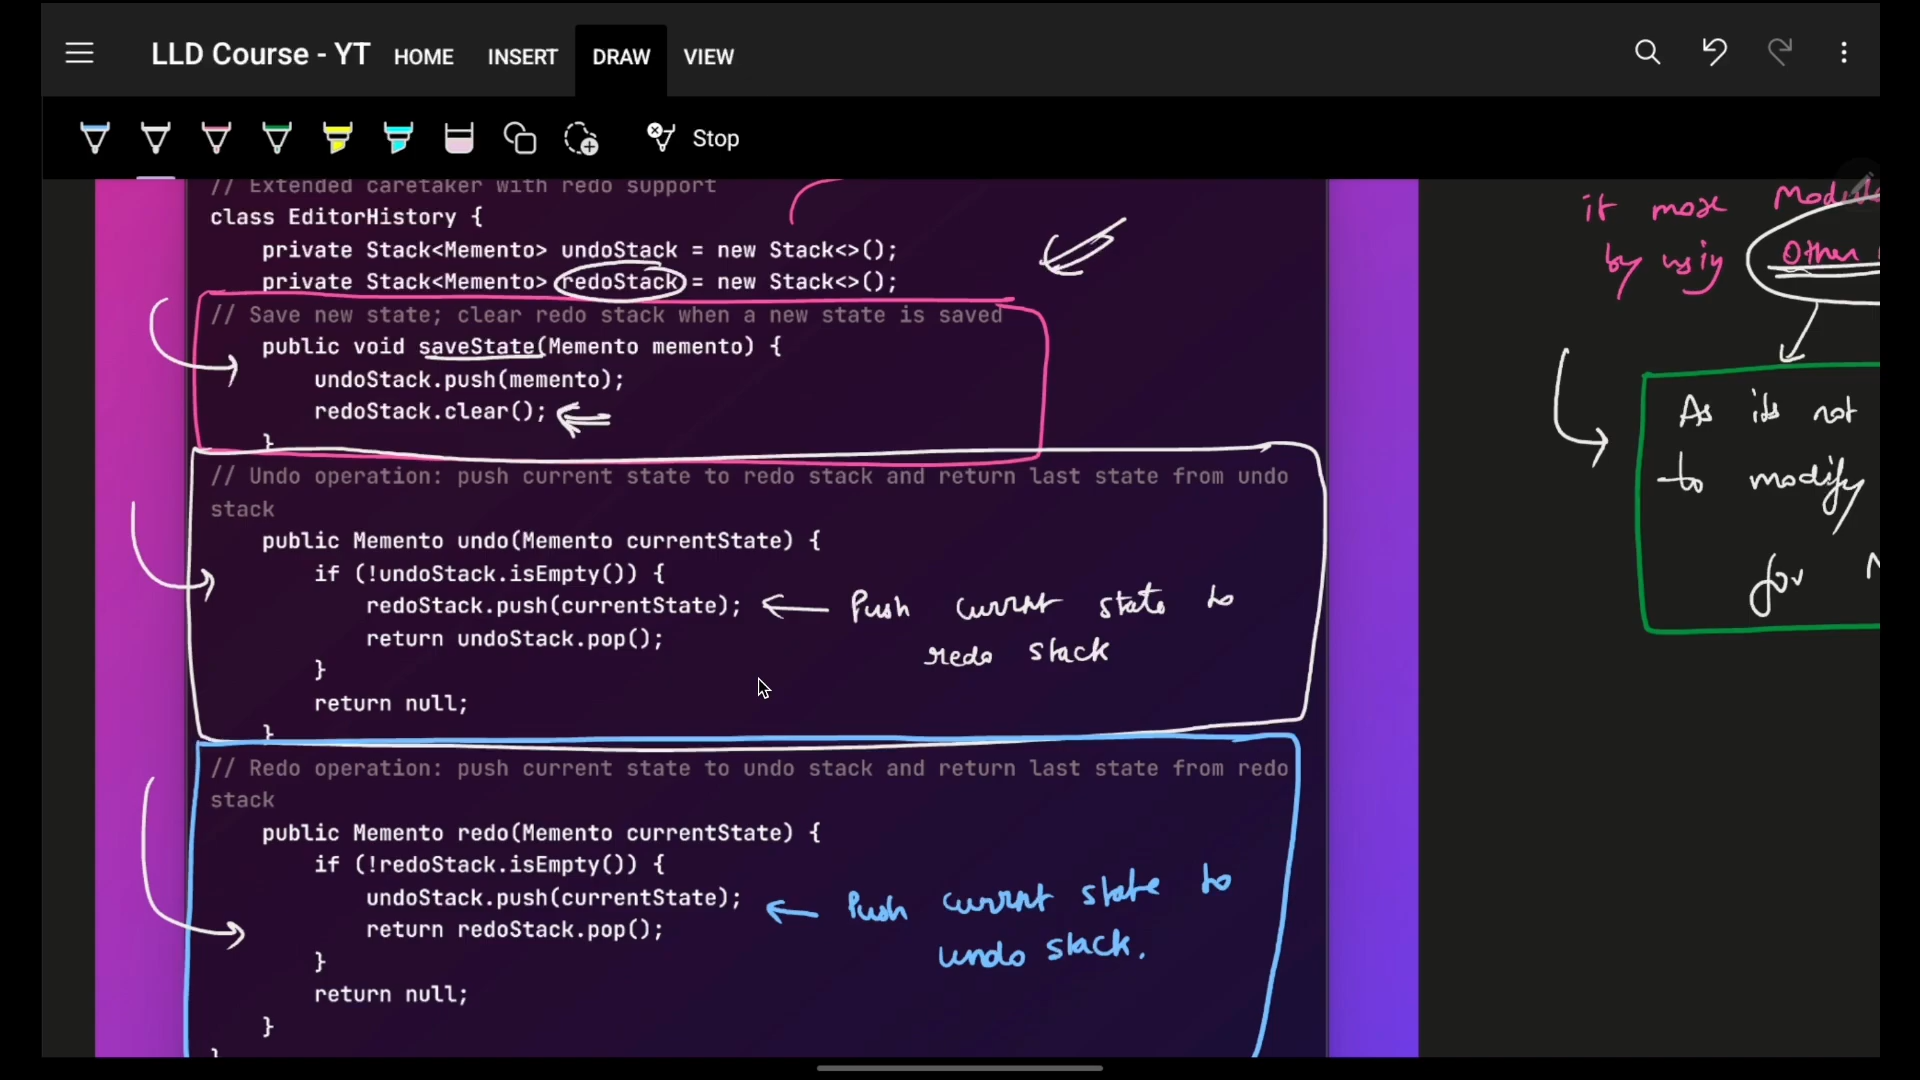 LLD Course - YT HOME INSERT DRAW VIEW
Stop
// Extended caretaker with redo support
class EditorHistory {
private Stack<Memento> undoStack = new Stack<>();
private Stack<Memento> redoStack = new Stack<>();
// Save new state; clear redo stack when a new state is saved
public void saveState(Memento memento) {
undoStack.push(memento);
redoStack.clear();
}
// Undo operation: push current state to redo stack and return last state from undo
stack
public Memento undo(Memento currentState) {
if (!undoStack.isEmpty()) {
redoStack.push(currentState); Push current state to
return undoStack.pop(); redo stack
}
return null;
}
// Redo operation: push current state to undo stack and return last state from redo
stack
public Memento redo(Memento currentState) {
if (!redoStack.isEmpty()) {
undoStack.push(currentState); Push current state to
return redoStack.pop(); undo stack.
}
return null;
}
}
it more
by using Other
As its not
to modify
for